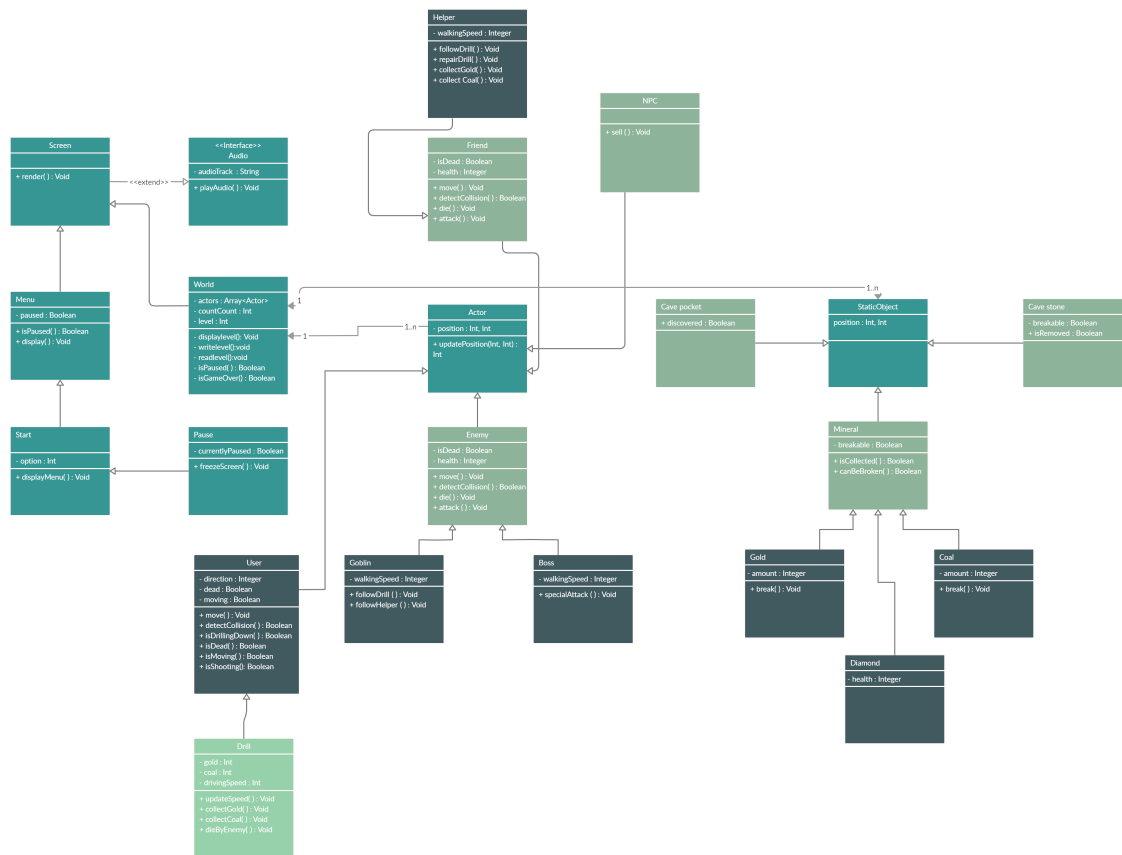 Helper
- walkingSpeed : Integer
+ followDrill( ) : Void
+ repairDrill( ) : Void
+ collectGold( ) : Void
+ collect Coal( ) : Void
NPC
+ sell ( ) : Void
Screen
+ render( ) : Void
<<extend>>
<<Interface>>
Audio
- audioTrack : String
+ playAudio( ) : Void
Friend
- isDead : Boolean
- health : Integer
+ move( ) : Void
+ detectCollision( ) : Boolean
+ die( ) : Void
+ attack( ) : Void
Menu
- paused : Boolean
+ isPaused( ) : Boolean
+ display( ) : Void
World
- actors : Array<Actor>
- countCount : Int
- level : Int
- displaylevel(): Void
- writelevel():void
- readlevel():void
- isPaused( ) : Boolean
- isGameOver() : Boolean
1
1..n
1
1..n
Actor
- position : Int, Int
+ updatePosition(Int, Int) :
Int
Cave pocket
+ discovered : Boolean
StaticObject
position : Int, Int
Cave stone
- breakable : Boolean
+ isRemoved : Boolean
Start
- option : Int
+ displayMenu( ) : Void
Pause
- currentlyPaused : Boolean
+ freezeScreen( ) : Void
Enemy
- isDead : Boolean
- health : Integer
+ move( ) : Void
+ detectCollision( ) : Boolean
+ die( ) : Void
+ attack ( ) : Void
Mineral
- breakable : Boolean
+ isCollected( ) : Boolean
+ canBeBroken( ) : Boolean
User
- direction : Integer
- dead : Boolean
- moving : Boolean
+ move( ) : Void
+ detectCollision( ) : Boolean
+ isDrillingDown( ) : Boolean
+ isDead( ) : Boolean
+ isMoving( ) : Boolean
+ isShooting(): Boolean
Goblin
- walkingSpeed : Integer
+ followDrill ( ) : Void
+ followHelper ( ) : Void
Boss
- walkingSpeed : Integer
+ specialAttack ( ) : Void
Gold
- amount : Integer
+ break( ) : Void
Coal
- amount : Integer
+ break( ) : Void
Diamond
- health : Integer
Drill
- gold : Int
- coal : Int
- drivingSpeed : Int
+ updateSpeed( ) : Void
+ collectGold( ) : Void
+ collectCoal( ) : Void
+ dieByEnemy( ) : Void